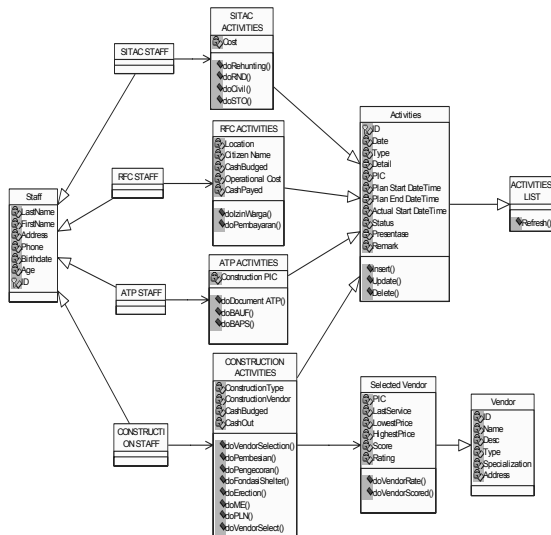 SITAC
ACTIVITIES
Cost
doRehunting()
doRND()
doCivil()
doSTO()
SITAC STAFF
RFC ACTIVITIES
Location
Citizen Name
CashBudged
Operational Cost
CashPayed
doIzinWarga()
doPembayaran()
RFC STAFF
Activities
ID
Date
Type
Detail
PIC
Plan Start DateTime
Plan End DateTime
Actual Start DateTime
Status
Presentase
Remark
Insert()
Update()
Delete()
ACTIVITIES
LIST
Refresh()
Staff
LastName
FirstName
Address
Phone
Birthdate
Age
ID
ATP STAFF
ATP ACTIVITIES
Construction PIC
doDocument ATP()
doBAUF()
doBAPS()
CONSTRUCTI
ON STAFF
CONSTRUCTION
ACTIVITIES
ConstructionType
ConstructionVendor
CashBudged
CashOut
doVendorSelection()
doPembesian()
doPengecoran()
doFondasiShelter()
doErection()
doME()
doPLN()
doVendorSelect()
Selected Vendor
PIC
LastService
LowestPrice
HighestPrice
Score
Rating
doVendorRate()
doVendorScored()
Vendor
ID
Name
Desc
Type
Specialization
Address